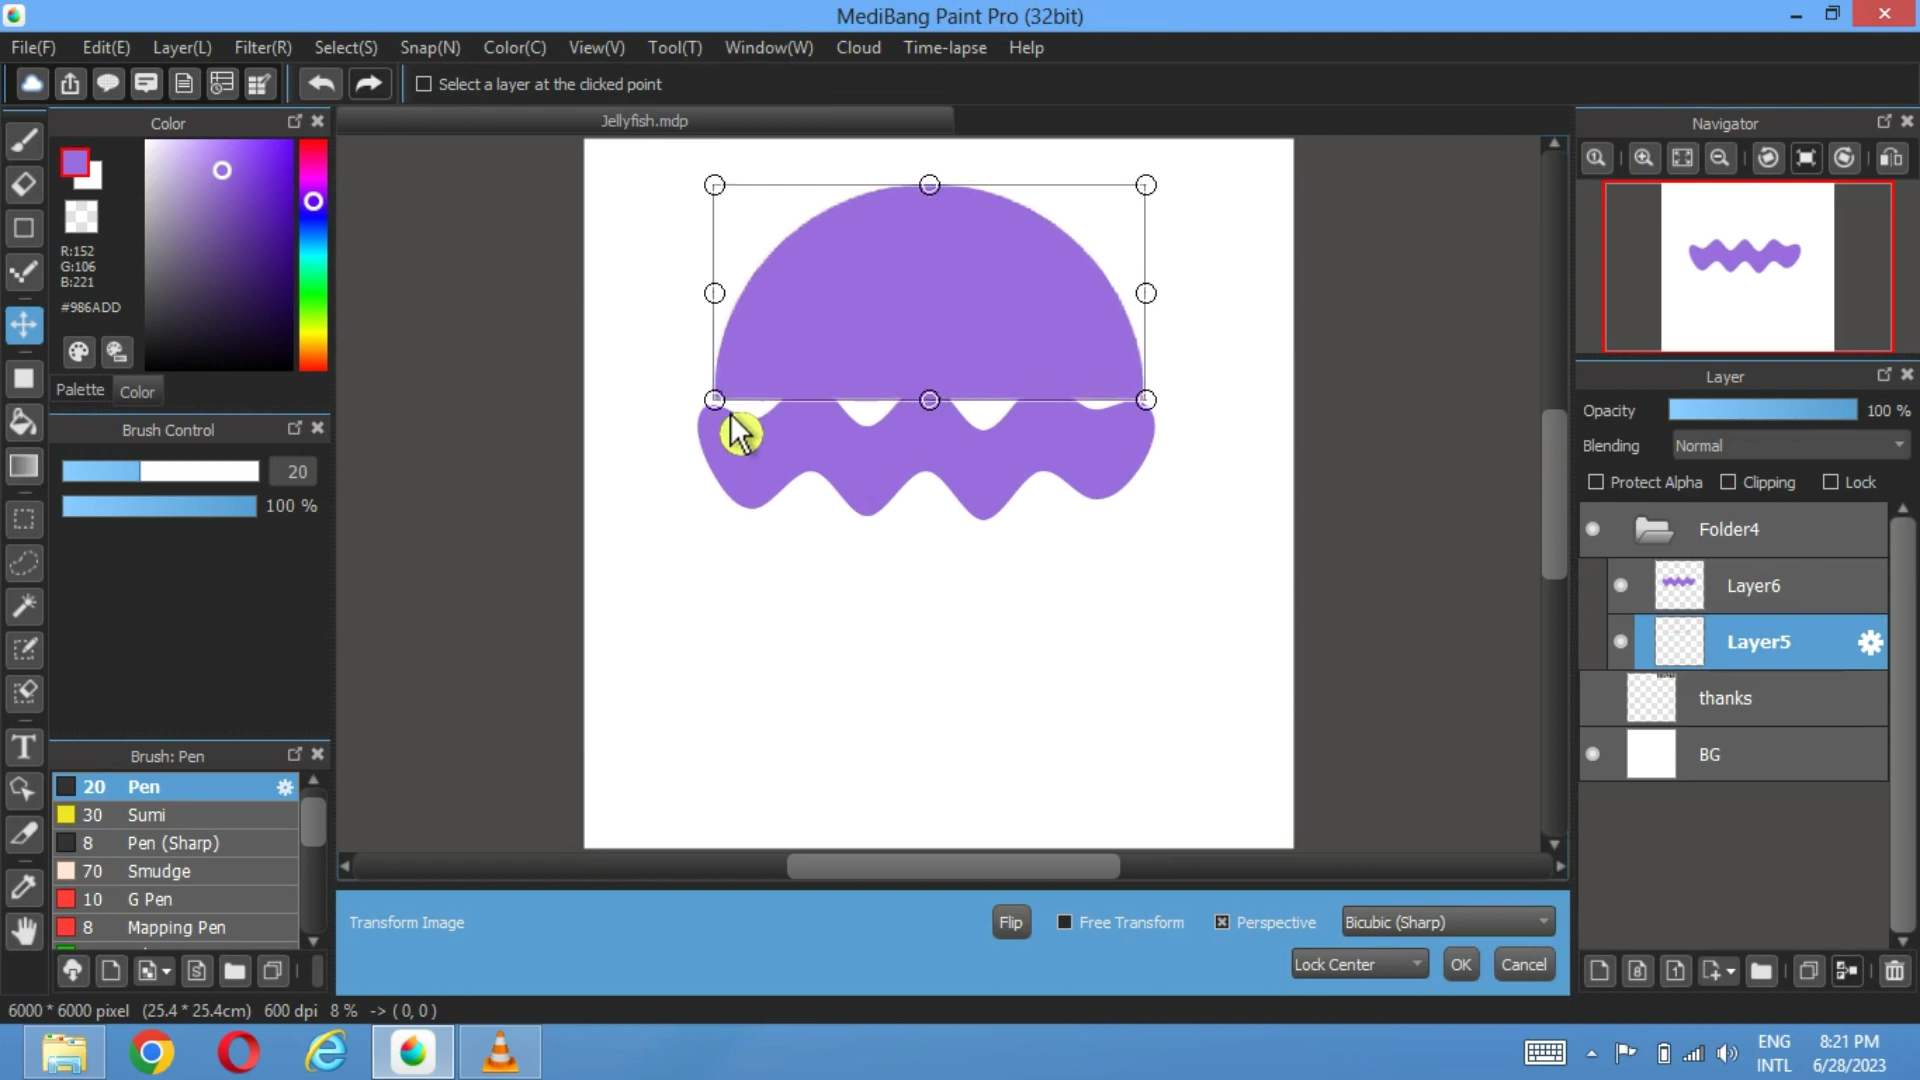 MediBang Paint Pro (32bit)
File(F) Edit(E) Layer(L) Filter(R) Select(S) Snap(N) Color(C) View(V) Tool(T) Window(W) Cloud Time-lapse Help
Select a layer at the clicked point
Color
Jellyfish.mdp
Navigator
R:152
G:106
B:221
#986ADD
Palette Color
Brush Control
20
100 %
Brush: Pen
20 Pen
30 Sumi
8 Pen (Sharp)
70 Smudge
10 G Pen
8 Mapping Pen
Layer
Opacity 100 %
Blending Normal
Protect Alpha Clipping Lock
Folder4
Layer6
Layer5
thanks
BG
Transform Image Flip Free Transform Perspective Bicubic (Sharp)
Lock Center OK Cancel
6000 * 6000 pixel (25.4 * 25.4cm) 600 dpi 8 % -> ( 0, 0 )
ENG 8:21 PM
INTL 6/28/2023